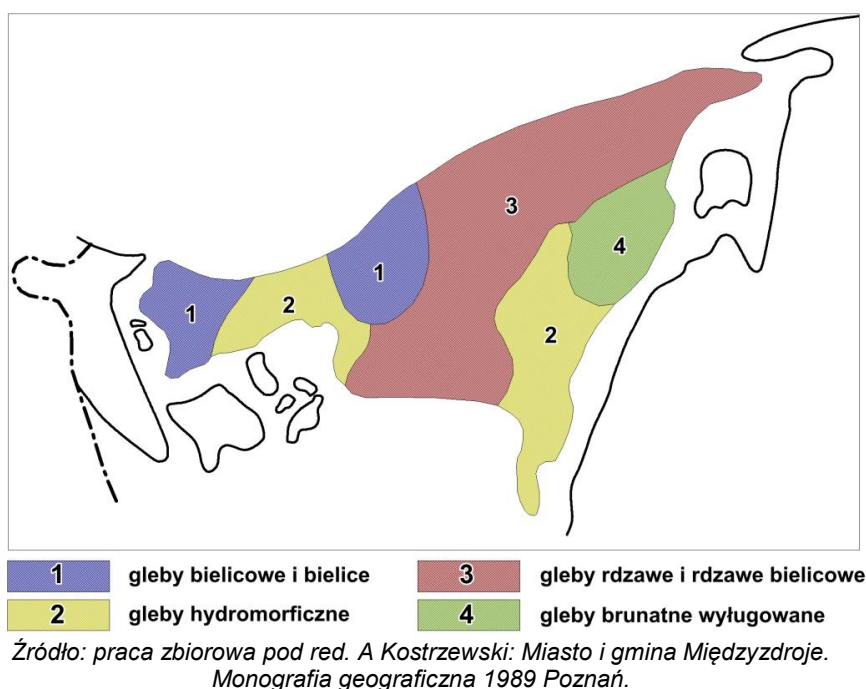 3
1
4
2
1
2
1 gleby bielicowe i bielice
3 gleby rdzawe i rdzawe bielicowe
2 gleby hydromorficzne
4 gleby brunatne wyługowane
Źródło: praca zbiorowa pod red. A Kostrzewski: Miasto i gmina Międzyzdroje.
Monografia geograficzna 1989 Poznań.